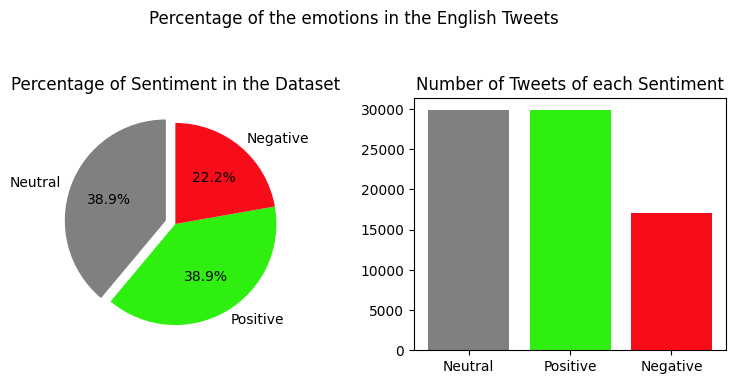 Percentage of the emotions in the English Tweets
Percentage of Sentiment in the Dataset
Negative
22.2%
Neutral
38.9%
38.9%
Positive
Number of Tweets of each Sentiment
30000
25000
20000
15000
10000
5000
0
Neutral Positive Negative